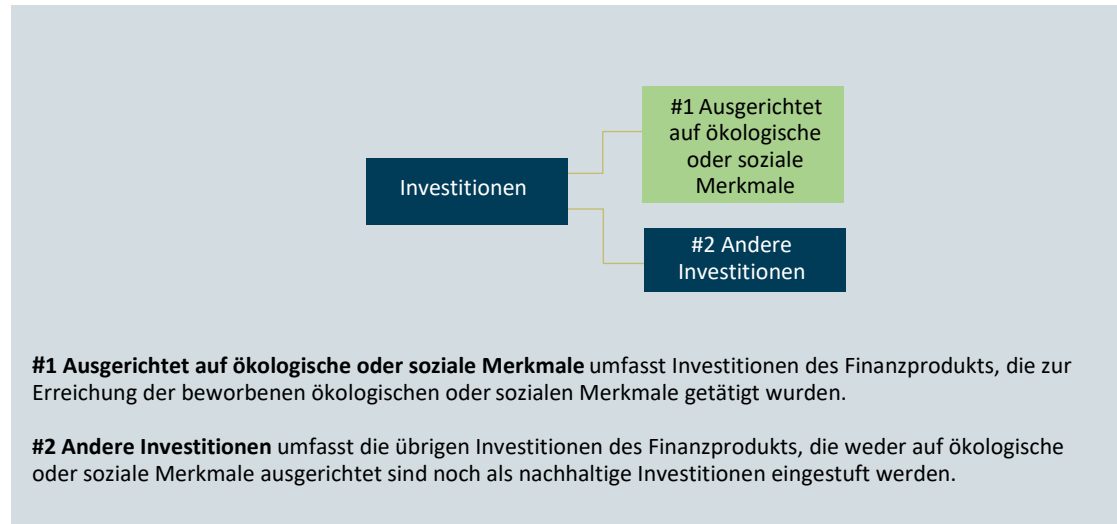 #1 Ausgerichtet
auf ökologische
oder soziale
Merkmale
Investitionen
#2 Andere
Investitionen
#1 Ausgerichtet auf ökologische oder soziale Merkmale umfasst Investitionen des Finanzprodukts, die zur
Erreichung der beworbenen ökologischen oder sozialen Merkmale getätigt wurden.
#2 Andere Investitionen umfasst die übrigen Investitionen des Finanzprodukts, die weder auf ökologische
oder soziale Merkmale ausgerichtet sind noch als nachhaltige Investitionen eingestuft werden.